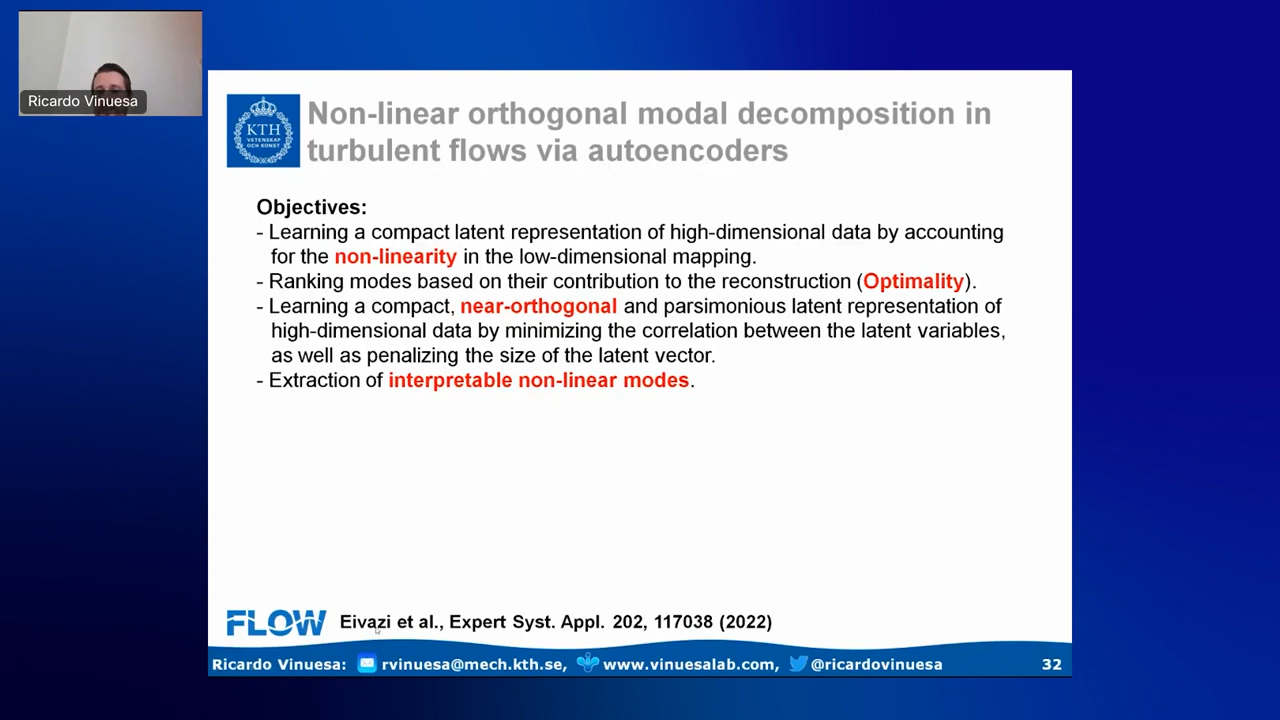 Ricardo Vinuesa
KTH
VETENSKAP
OCH KONST
Non-linear orthogonal modal decomposition in
turbulent flows via autoencoders
Objectives:
- Learning a compact latent representation of high-dimensional data by accounting
for the non-linearity in the low-dimensional mapping.
- Ranking modes based on their contribution to the reconstruction (Optimality).
- Learning a compact, near-orthogonal and parsimonious latent representation of
high-dimensional data by minimizing the correlation between the latent variables,
as well as penalizing the size of the latent vector.
- Extraction of interpretable non-linear modes.
FLOW
Eivazi et al., Expert Syst. Appl. 202, 117038 (2022)
Ricardo Vinuesa: rvinuesa@mech.kth.se, www.vinuesalab.com, @ricardovinuesa 32